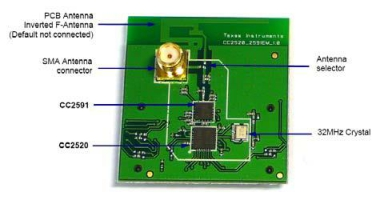 PCB Antenna
Inverted F-Antenna
(Default not connected)
Texas Instruments
CC2520_2591EM_1.0
SMA Antenna
connector
Antenna
selector
CC2591
32MHz Crystal
CC2520